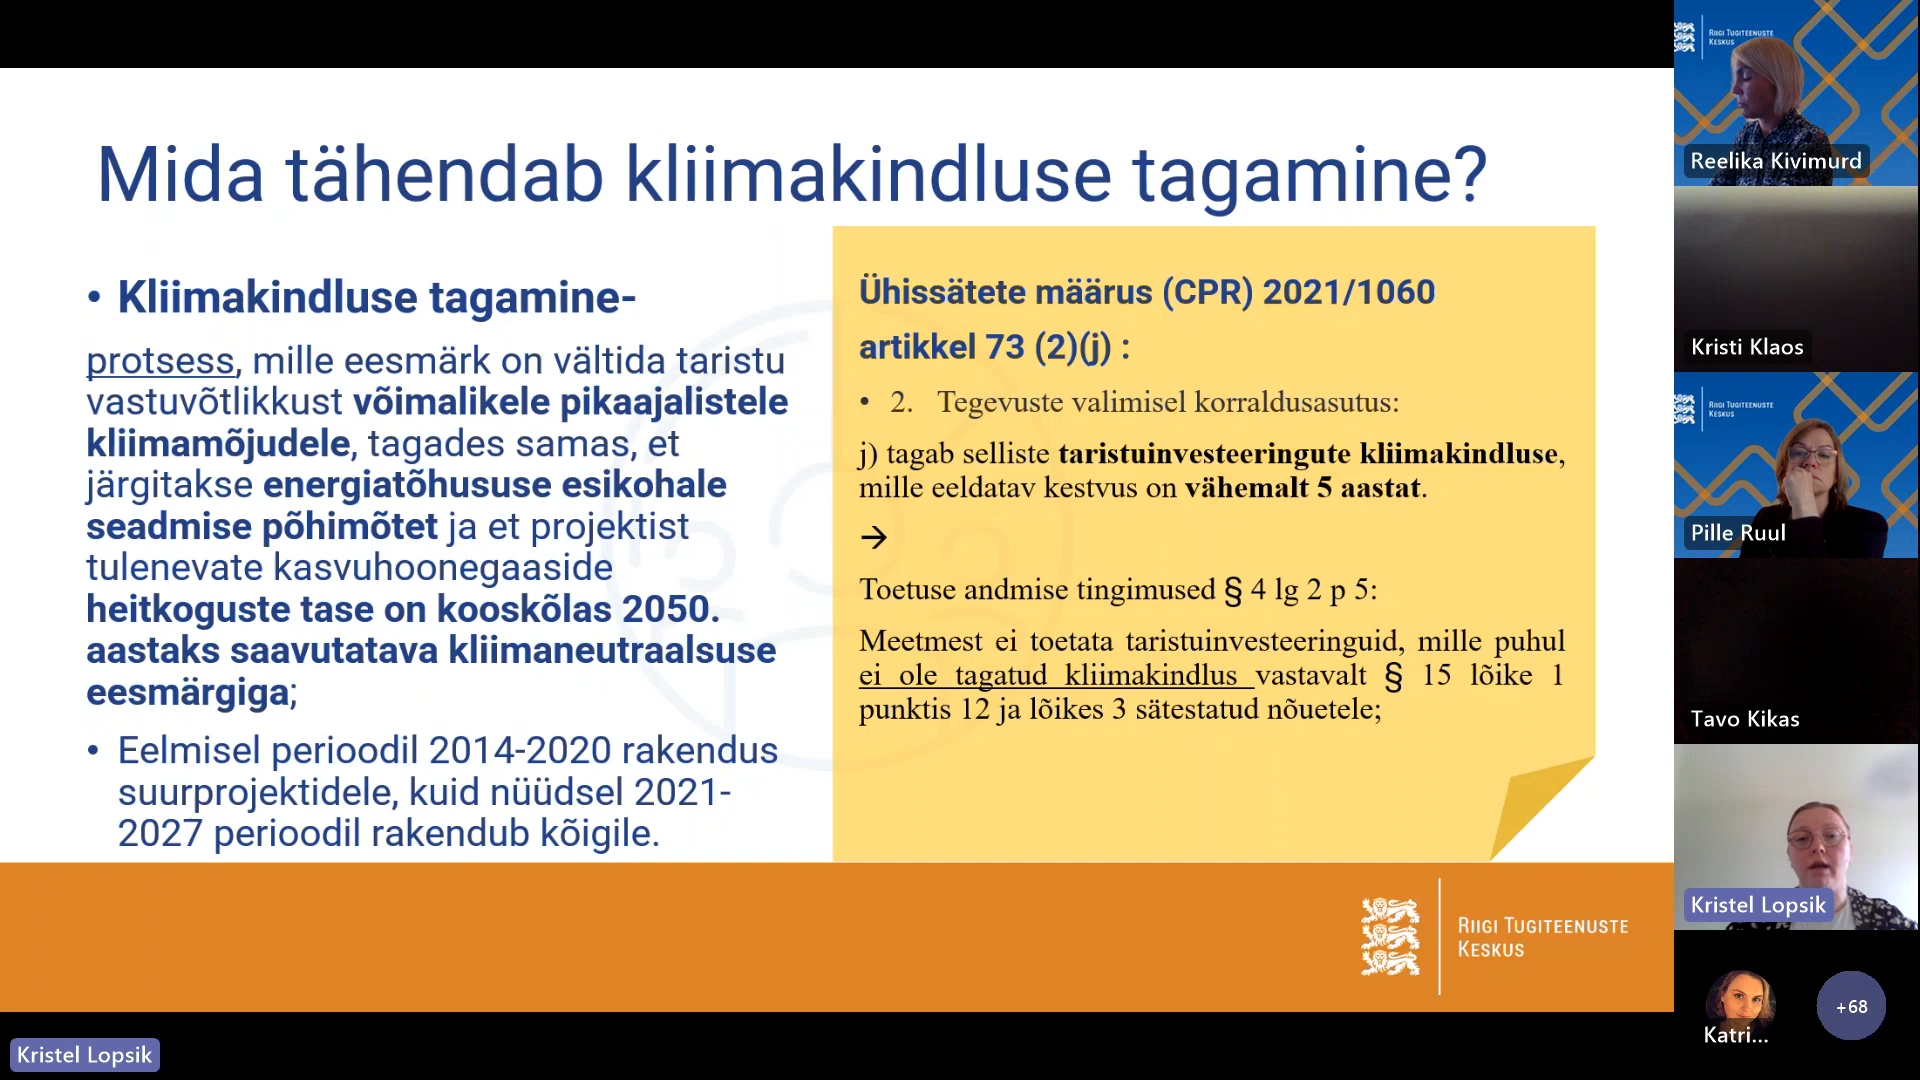 Mida tähendab kliimakindluse tagamine?
• Kliimakindluse tagamine-
protsess, mille eesmärk on vältida taristu
vastuvõtlikkust võimalikele pikaajalistele
kliimamõjudele, tagades samas, et
järgitakse energiatõhususe esikohale
seadmise põhimõtet ja et projektist
tulenevate kasvuhoonegaaside
heitkoguste tase on kooskõlas 2050.
aastaks saavutatava kliimaneutraalsuse
eesmärgiga;
• Eelmisel perioodil 2014-2020 rakendus
suurprojektidele, kuid nüüdsel 2021-
2027 perioodil rakendub kõigile.
Ühissätete määrus (CPR) 2021/1060
artikkel 73 (2)(j) :
• 2. Tegevuste valimisel korraldusasutus:
j) tagab selliste taristuinvesteeringute kliimakindluse,
mille eeldatav kestvus on vähemalt 5 aastat.
→
Toetuse andmise tingimused § 4 lg 2 p 5:
Meetmest ei toetata taristuinvesteeringuid, mille puhul
ei ole tagatud kliimakindlus vastavalt § 15 lõike 1
punktis 12 ja lõikes 3 sätestatud nõuetele;
RIIGI TUGITEENUSTE
KESKUS
Kristel Lopsik
RIIGI TUGITEENUSTE
KESKUS
Reelika Kivimurd
Kristi Klaos
RIIGI TUGITEENUSTE
KESKUS
Pille Ruul
Tavo Kikas
Kristel Lopsik
Katri...
+68